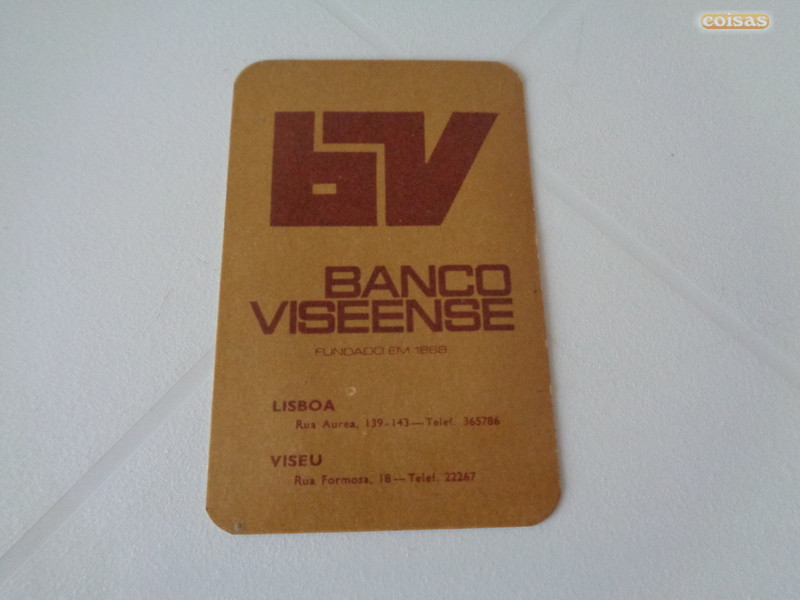 coisas
bv
BANCO
VISEENSE
FUNDADO EM 1868
LISBOA
Rua Aurea, 139-143 — Telef. 365786
VISEU
Rua Formosa, 18 — Telef. 22267